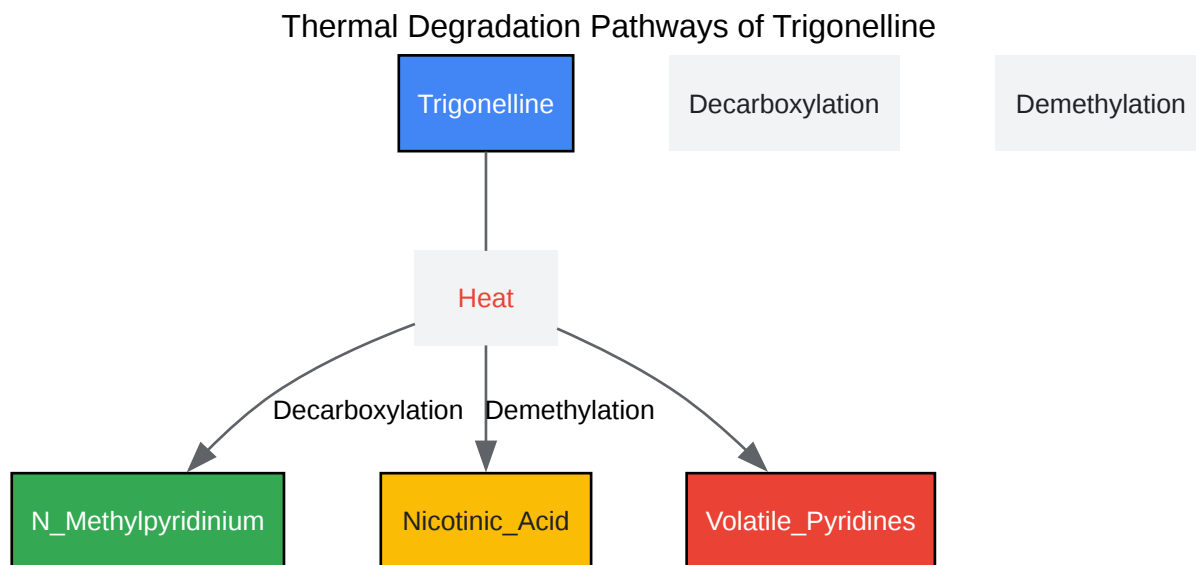 Thermal Degradation Pathways of Trigonelline
Trigonelline
Decarboxylation
Demethylation
Heat
Decarboxylation
Demethylation
N_Methylpyridinium
Nicotinic_Acid
Volatile_Pyridines